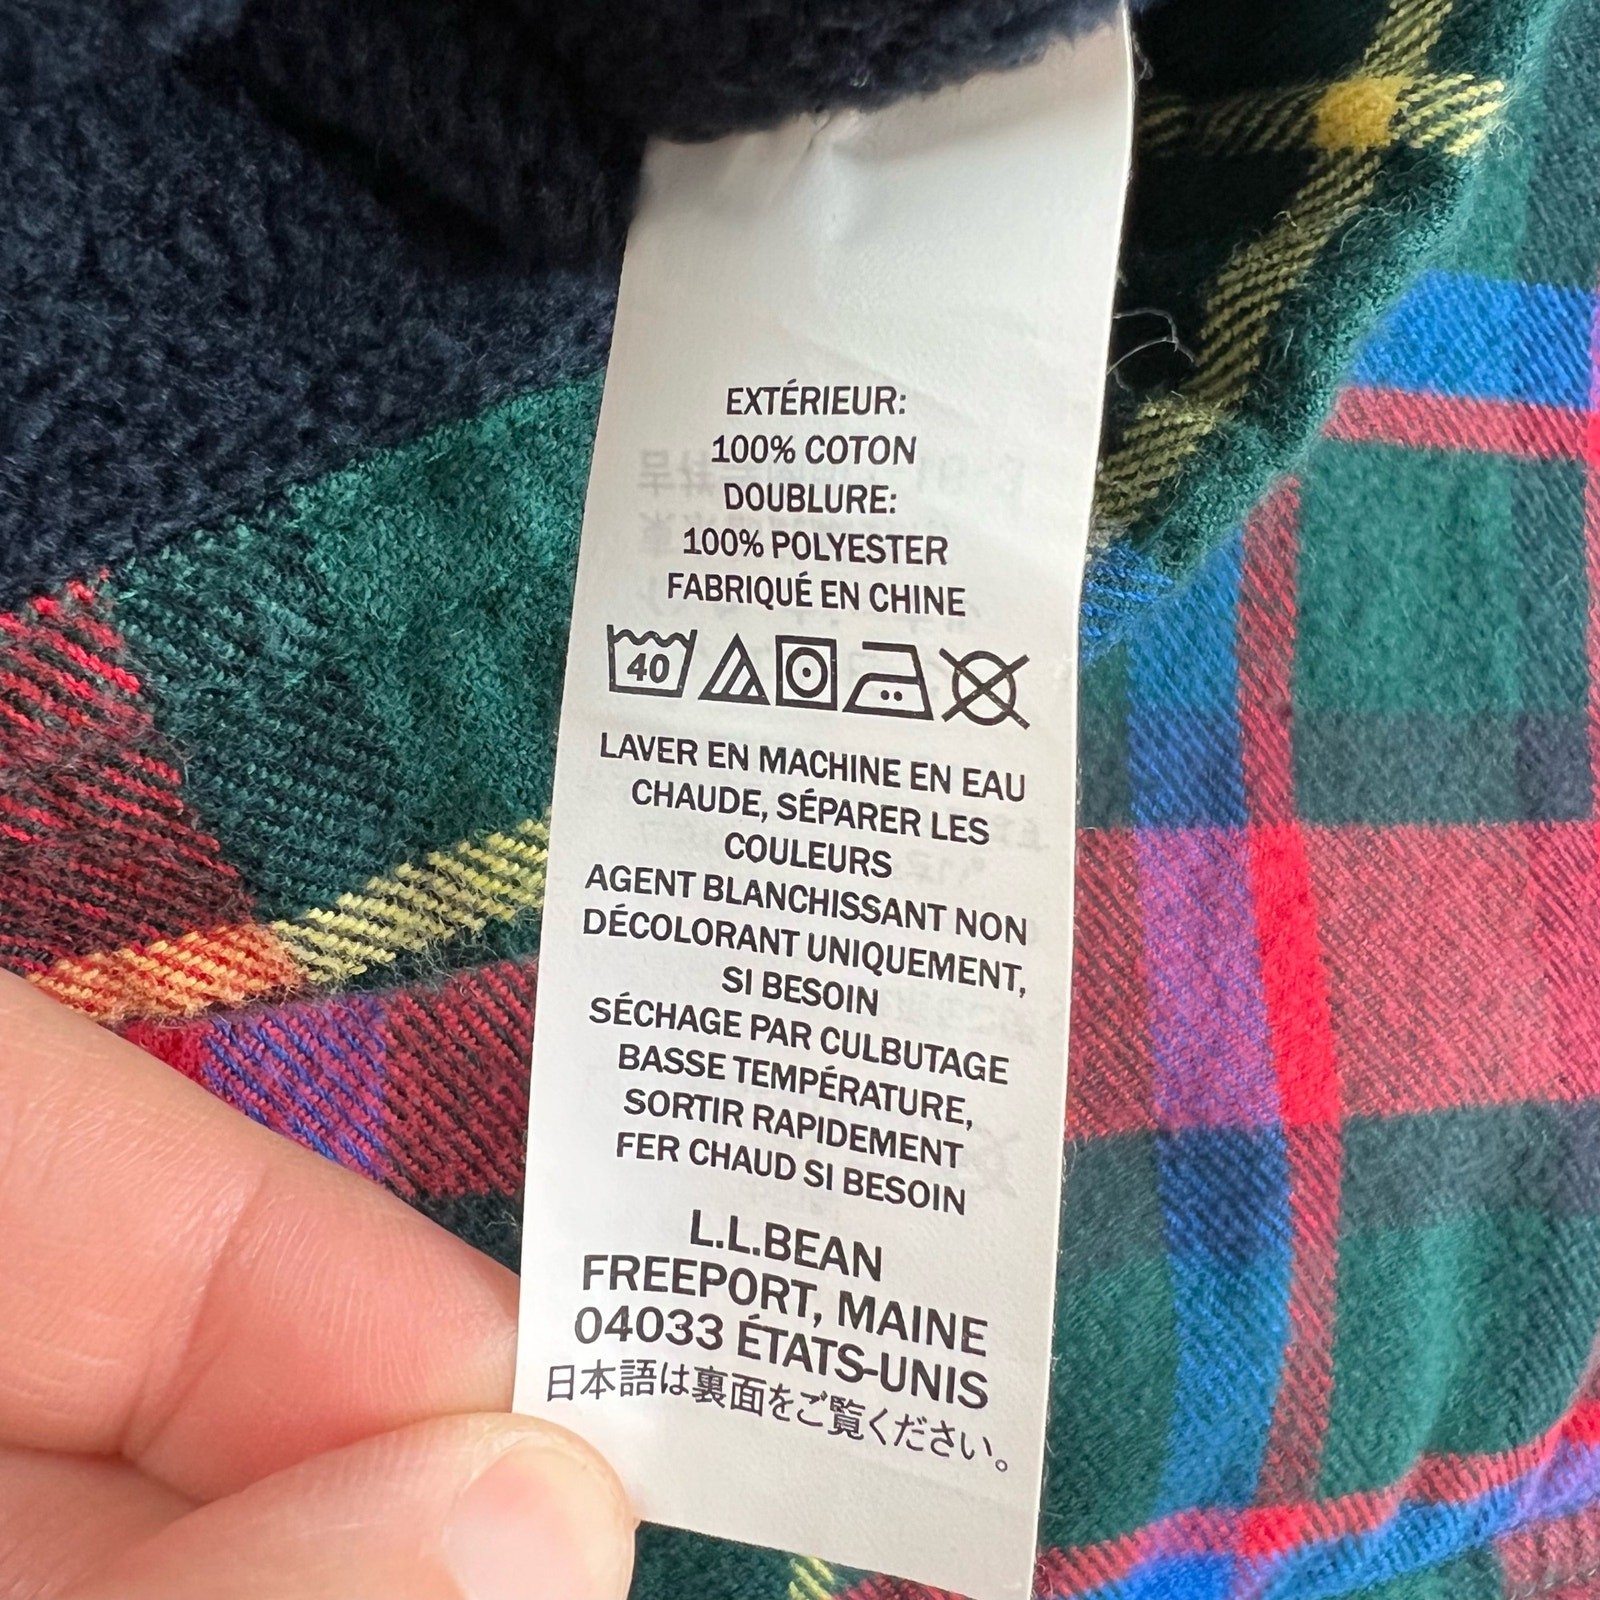 EXTÉRIEUR:
100% COTON
DOUBLURE:
100% POLYESTER
FABRIQUÉ EN CHINE
40
LAVER EN MACHINE EN EAU
CHAUDE, SÉPARER LES
COULEURS
AGENT BLANCHISSANT NON
DÉCOLORANT UNIQUEMENT,
SI BESOIN
SÉCHAGE PAR CULBUTAGE
BASSE TEMPÉRATURE,
SORTIR RAPIDEMENT
FER CHAUD SI BESOIN
L.L.BEAN
FREEPORT, MAINE
04033 ÉTATS-UNIS
日本語は裏面をご覧ください。